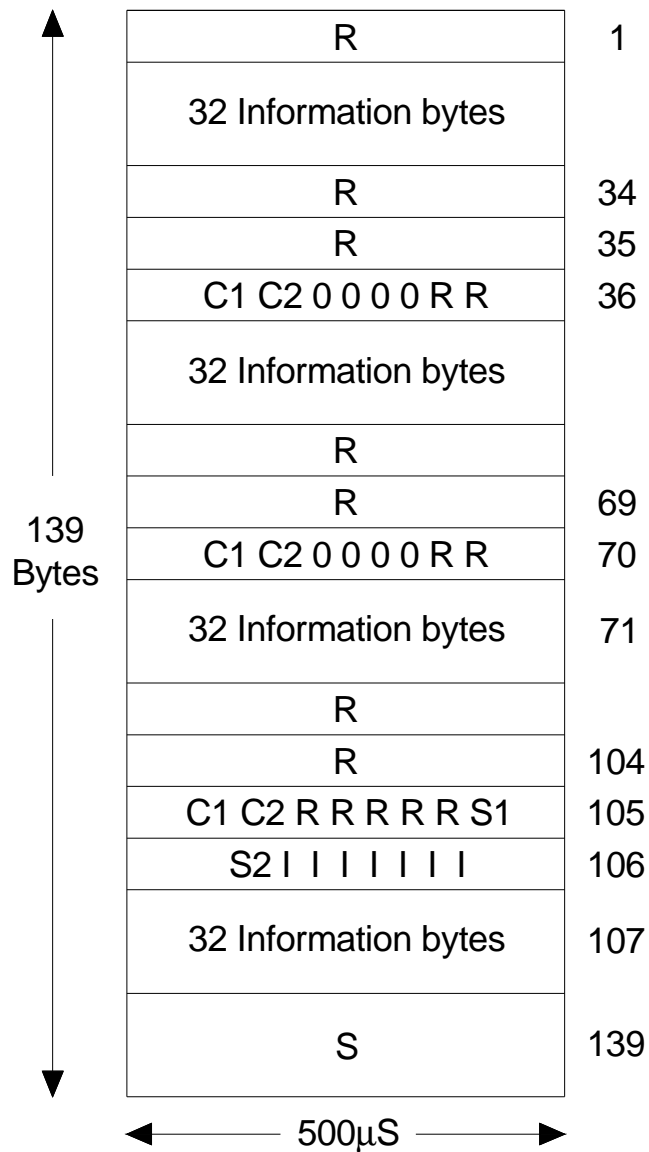 R 1
32 Information bytes
R 34
R 35
C1 C2 0 0 0 0 R R 36
32 Information bytes
R
R 69
C1 C2 0 0 0 0 R R 70
139
Bytes
32 Information bytes 71
R
R 104
C1 C2 R R R R R S1 105
S2 I I I I I I I 106
32 Information bytes 107
S 139
500µS